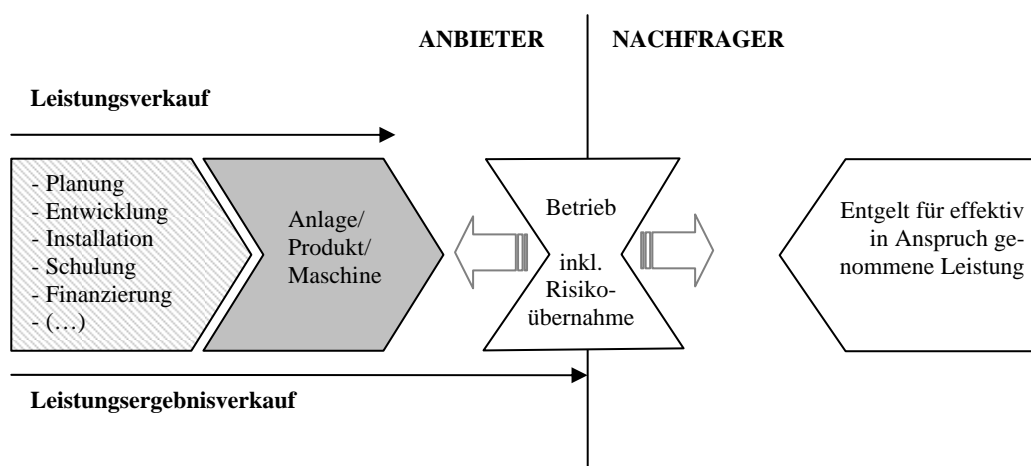 ANBIETER
NACHFRAGER
Leistungsverkauf
- Planung
- Entwicklung
- Installation
- Schulung
- Finanzierung
- (…)
Anlage/
Produkt/
Maschine
Betrieb
inkl.
Risiko-
übernahme
Entgelt für effektiv
in Anspruch ge-
nommene Leistung
Leistungsergebnisverkauf